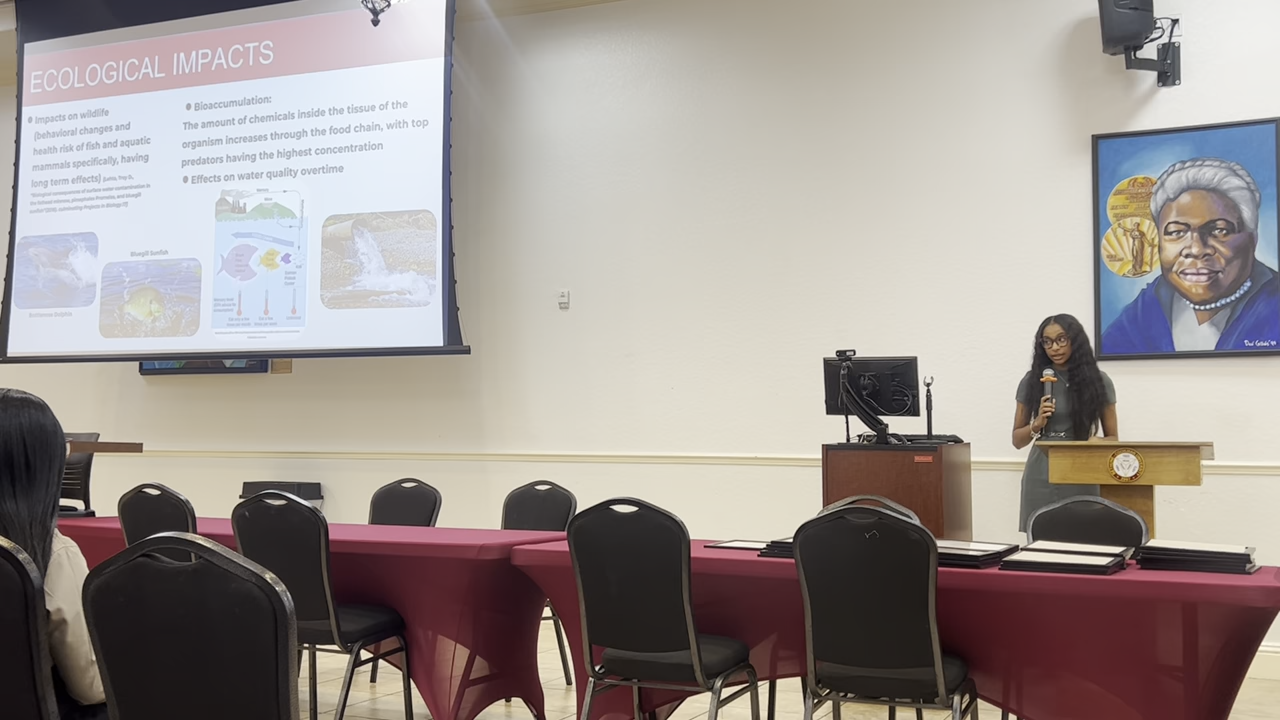 ECOLOGICAL IMPACTS
Impacts on wildlife
(behavioral changes and
health risk of fish and aquatic
mammals specifically, having
long term effects)
Bioaccumulation:
The amount of chemicals inside the tissue of the
organism increases through the food chain, with top
predators having the highest concentration
Effects on water quality overtime
Bluegill Sunfish
Bottlenose Dolphin